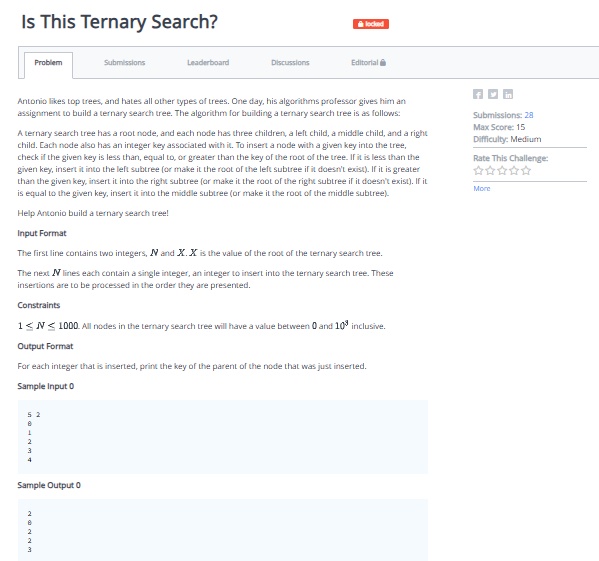 Is This Ternary Search?
locked
Problem
Submissions
Leaderboard
Discussions
Editorial
Antonio likes top trees, and hates all other types of trees. One day, his algorithms professor gives him an
assignment to build a ternary search tree. The algorithm for building a ternary search tree is as follows:
A ternary search tree has a root node, and each node has three children, a left child, a middle child, and a right
child. Each node also has an integer key associated with it. To insert a node with a given key into the tree,
check if the given key is less than, equal to, or greater than the key of the root of the tree. If it is less than the
given key, insert it into the left subtree (or make it the root of the left subtree if it doesn't exist). If it is greater
than the given key, insert it into the right subtree (or make it the root of the right subtree if it doesn't exist). If it
is equal to the given key, insert it into the middle subtree (or make it the root of the middle subtree).
Help Antonio build a ternary search tree!
Input Format
The first line contains two integers, N and X. X is the value of the root of the ternary search tree.
The next N lines each contain a single integer, an integer to insert into the ternary search tree. These
insertions are to be processed in the order they are presented.
Constraints
1 ≤ N ≤ 1000. All nodes in the ternary search tree will have a value between 0 and 10⁹ inclusive.
Output Format
For each integer that is inserted, print the key of the parent of the node that was just inserted.
Sample Input 0
5 2
0
1
2
3
4
Sample Output 0
2
0
2
2
3
Submissions: 28
Max Score: 15
Difficulty: Medium
Rate This Challenge:
More